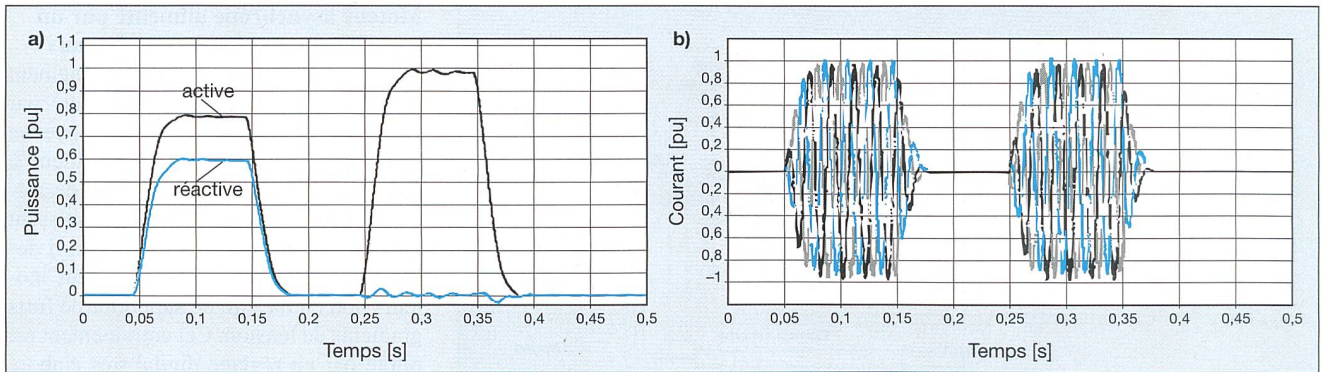 a)
1,1
1
0,9
0,8
0,7
0,6
0,5
0,4
0,3
0,2
0,1
0
Puissance [pu]
active
réactive
0 0,05 0,1 0,15 0,2 0,25 0,3 0,35 0,4 0,45 0,5
Temps [s]
b)
1
0,8
0,6
0,4
0,2
0
0,2
0,4
0,6
0,8
–1
Courant [pu]
0 0,05 0,1 0,15 0,2 0,25 0,3 0,35 0,4 0,45 0,5
Temps [s]